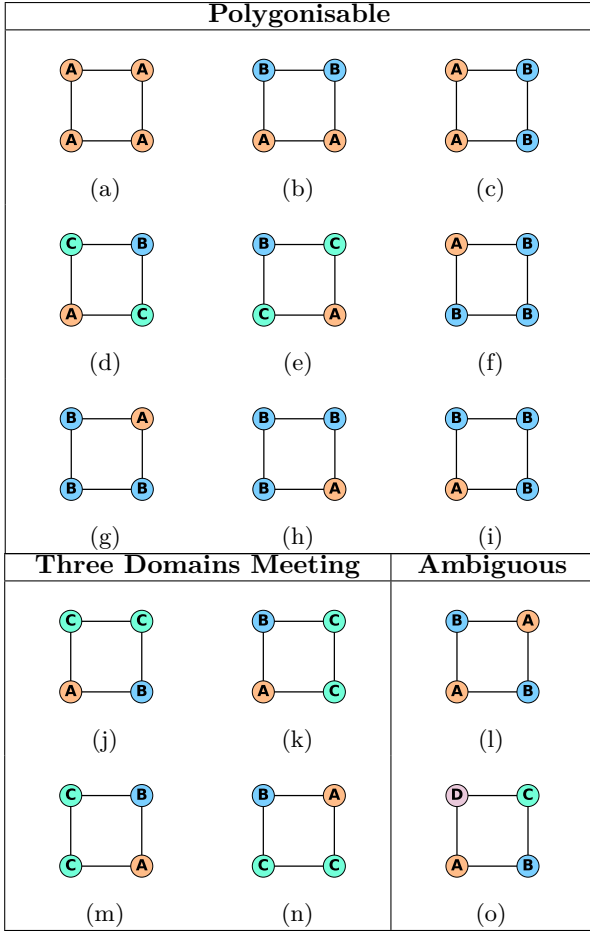 Polygonisable
A A B B A B
A A A A A B
(a) (b) (c)
C B B C A B
A C C A B B
(d) (e) (f)
B A B B B B
B B B A A B
(g) (h) (i)
Three Domains Meeting Ambiguous
C C B C B A
A B A C A B
(j) (k) (l)
C B B A D C
C A C C A B
(m) (n) (o)